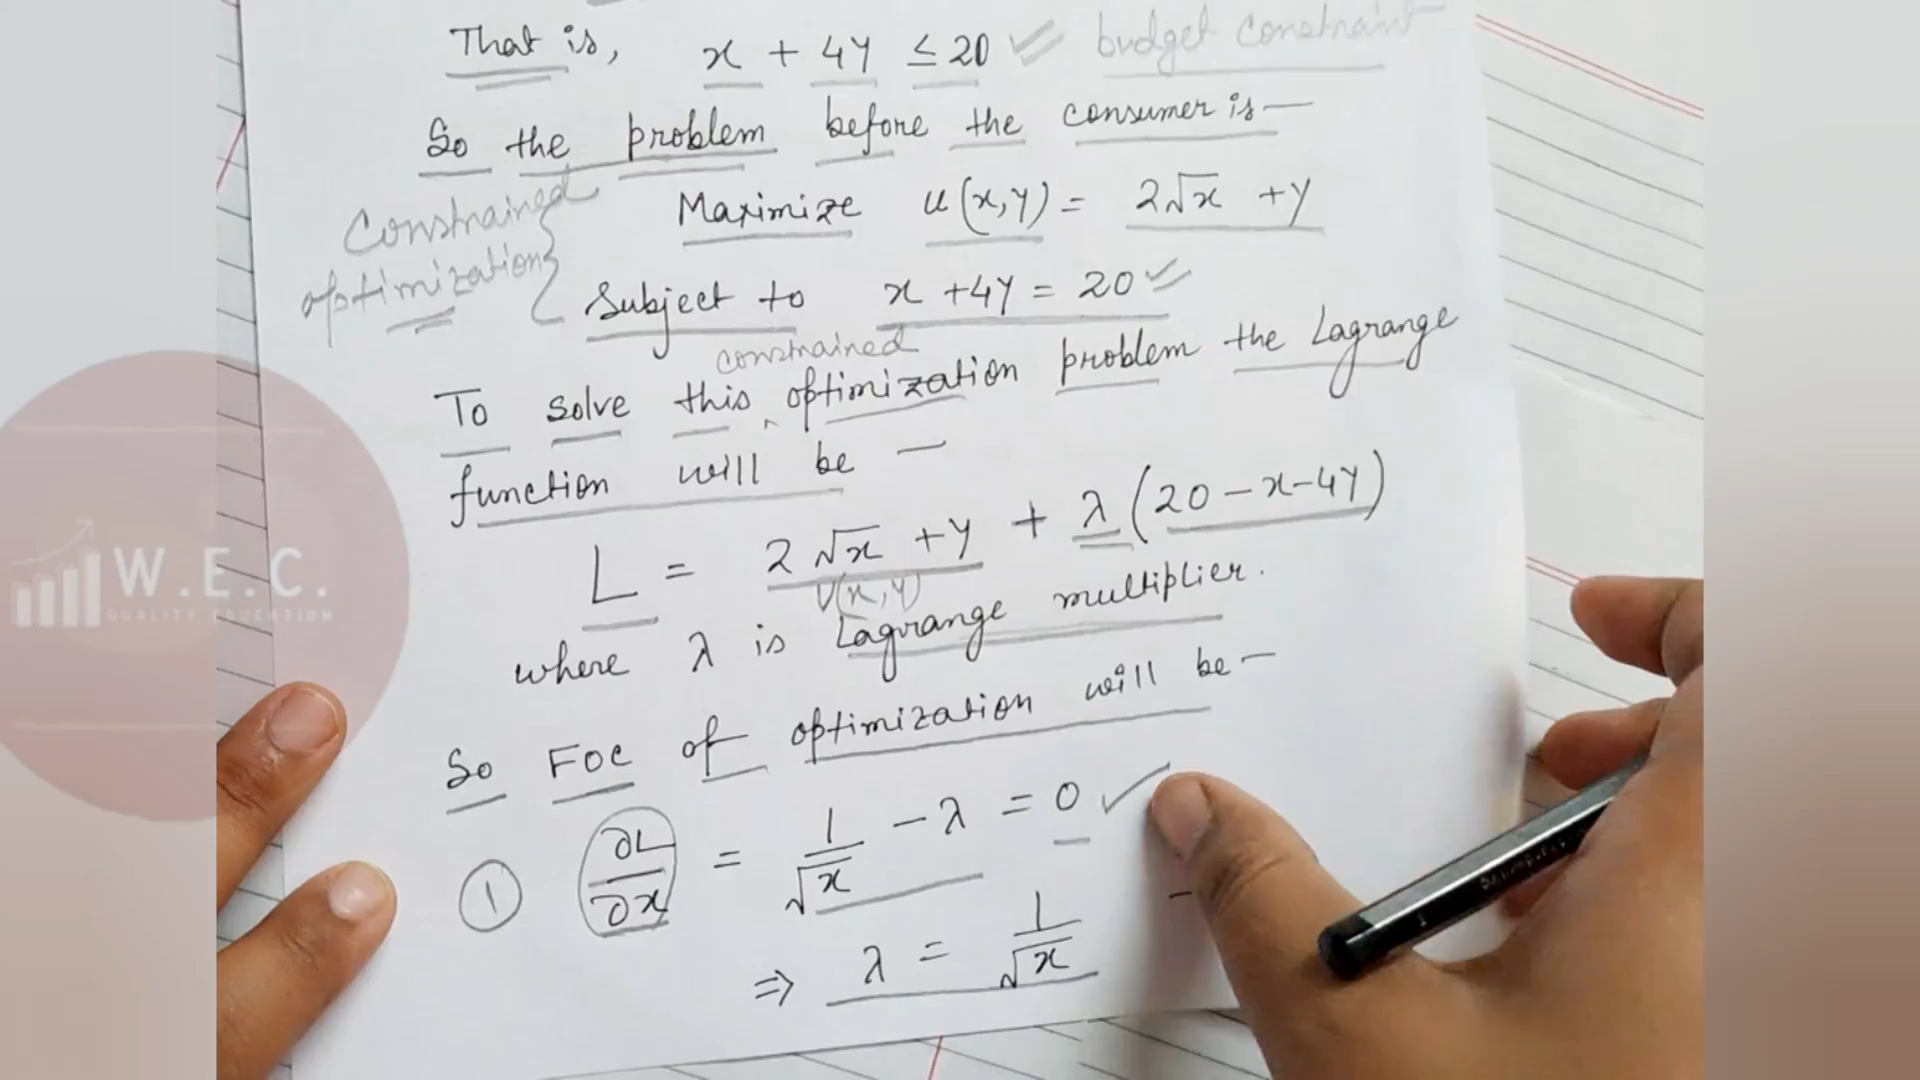 That is, x + 4y ≤ 20 budget constraint
So the problem before the consumer is —
Constrained optimization
Maximize u(x,y) = 2√x + y
Subject to x + 4y = 20
constrained
To solve this optimization problem the Lagrange
function will be —
L = 2√x + y + λ(20 - x - 4y)
U(x,y)
where λ is Lagrange multiplier.
So FOC of optimization will be —
① ∂L/∂x = 1/√x - λ = 0
⇒ λ = 1/√x
W.E.C.
QUALITY EDUCATION